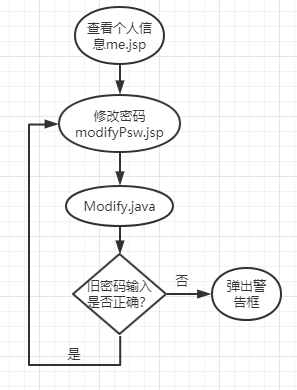 查看个人信
息me.jsp
修改密码
modifyPsw.jsp
Modify.java
旧密码输入
是否正确?
否
弹出警
告框
是